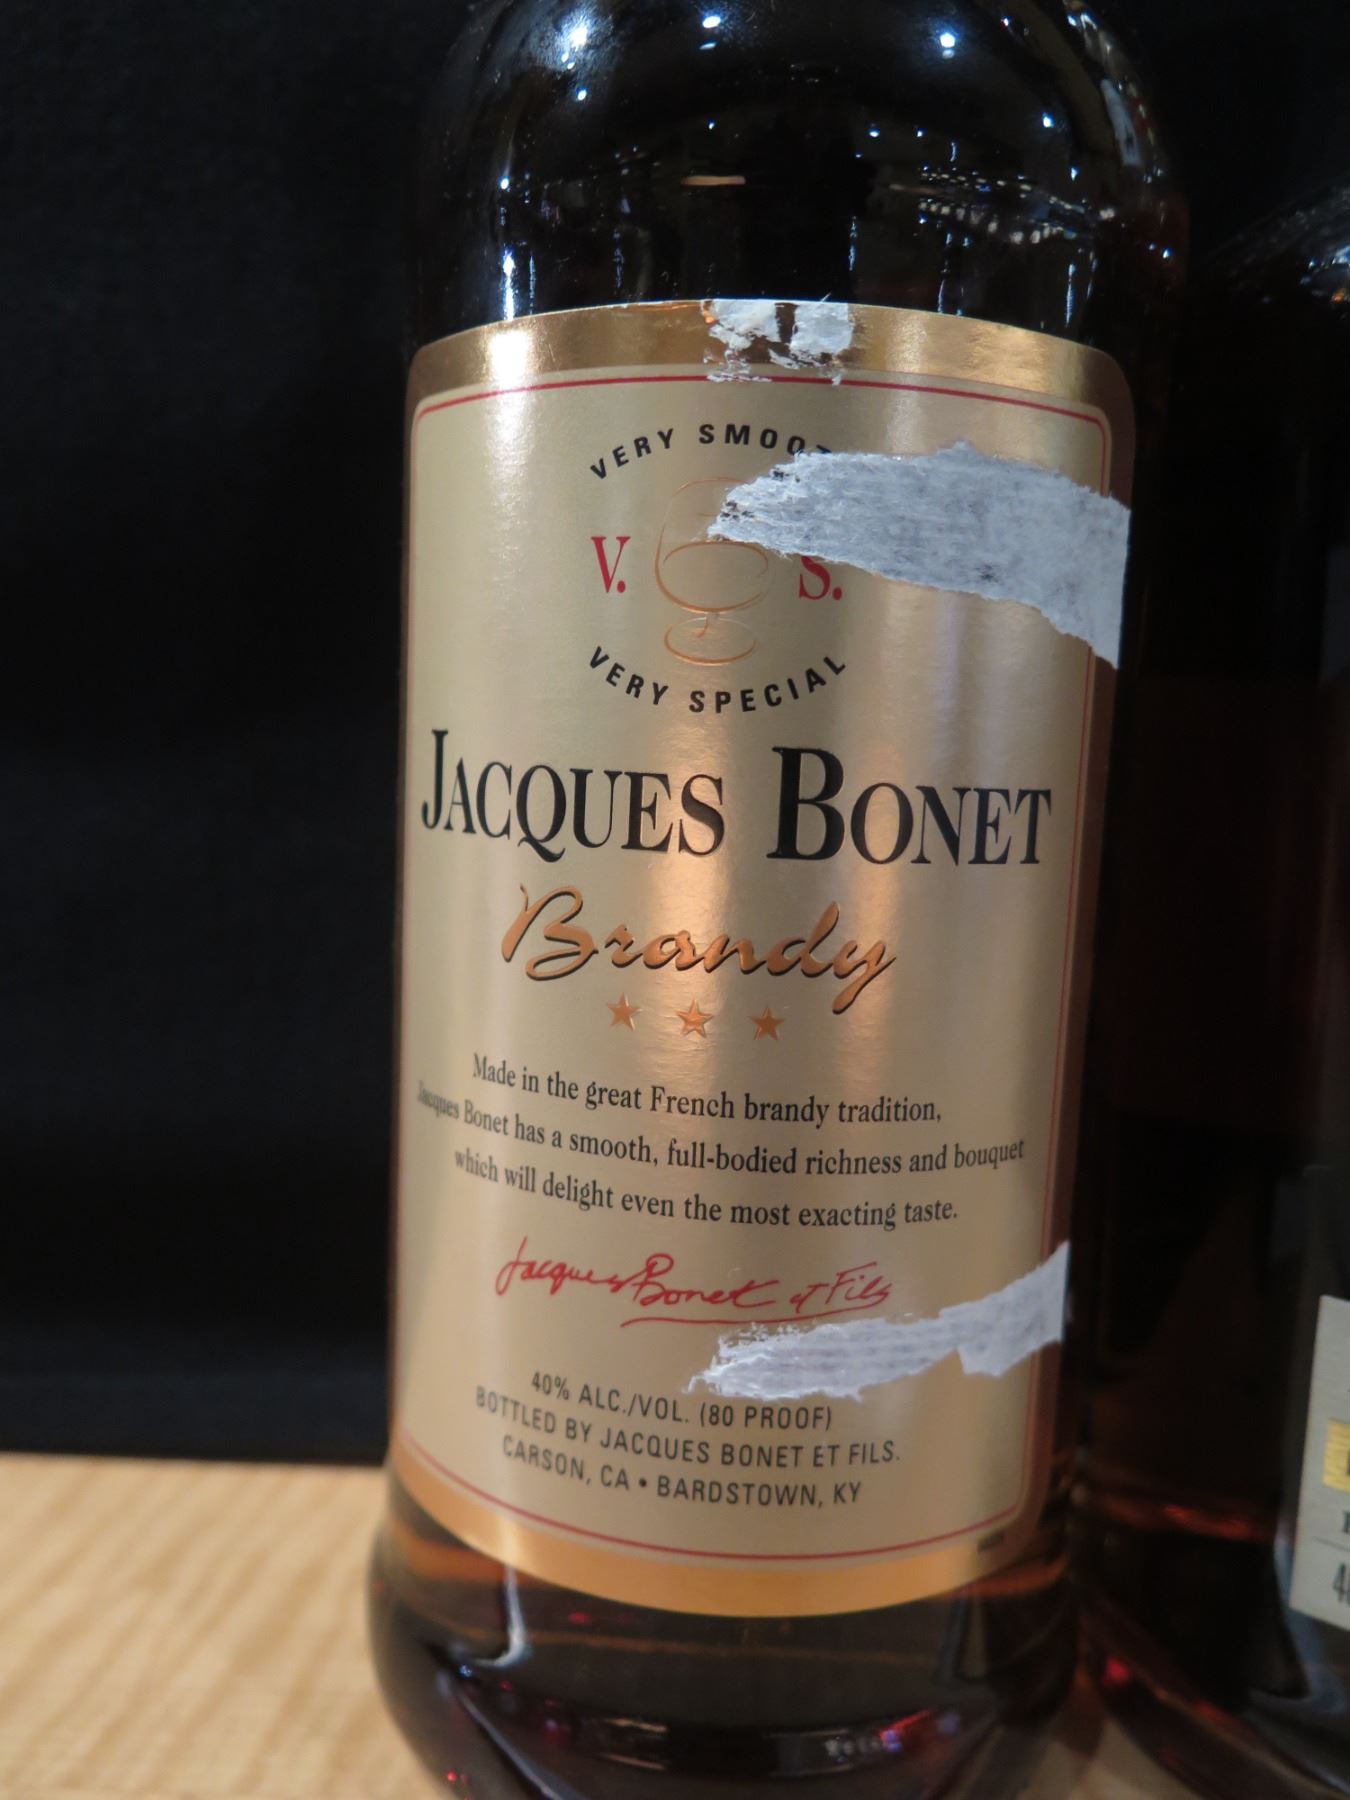 VERY SMOO
V. S.
VERY SPECIAL
JACQUES BONET
Brandy
Made in the great French brandy tradition,
Jacques Bonet has a smooth, full-bodied richness and bouquet
which will delight even the most exacting taste.
Jacques Bonet et Fils
40% ALC./VOL. (80 PROOF)
BOTTLED BY JACQUES BONET ET FILS.
CARSON, CA • BARDSTOWN, KY